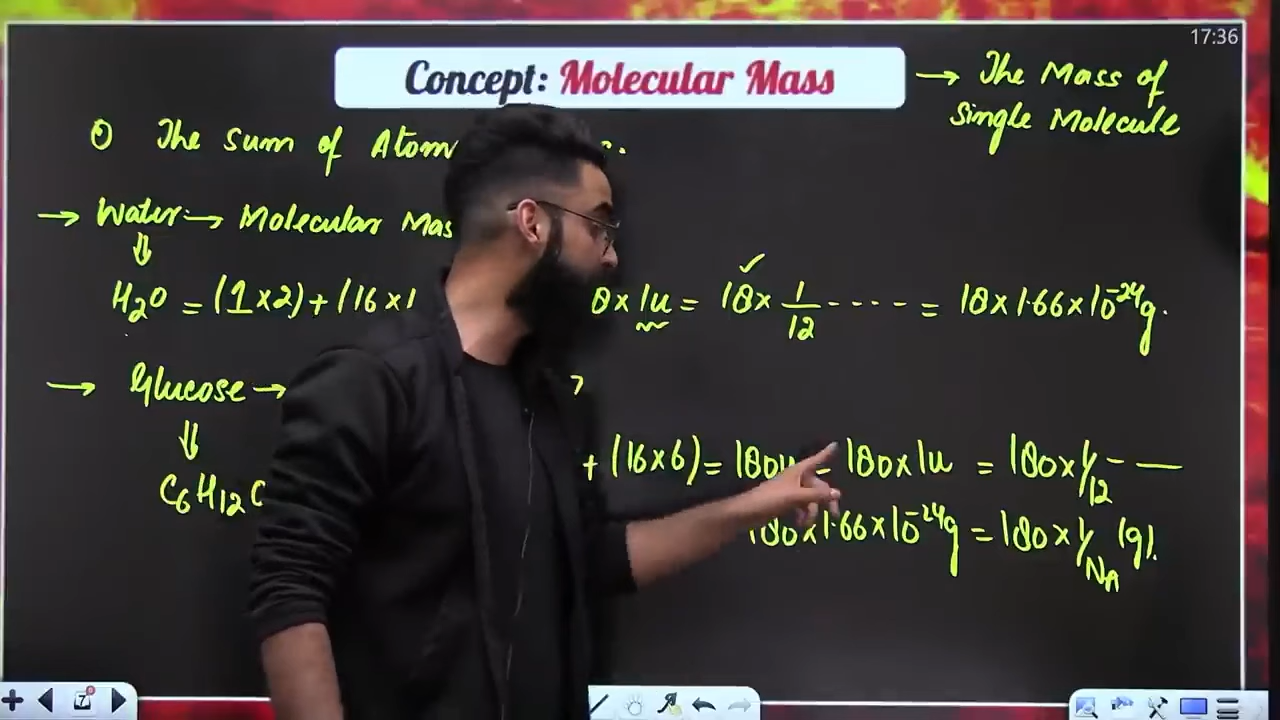 17:36
Concept: Molecular Mass
→ The Mass of
Single Molecule
① The Sum of Atom
→ Water:→ Molecular Mas
⇓
H₂O = (1×2)+(16×1 8×1u = 18× 1/12 ---- = 18×1.66×10⁻²⁴g.
→ Glucose →
⇓
+ (16×6) = 180u = 180×1u = 180×1/12 - —
C₆H₁₂O
180×1.66×10⁻²⁴g = 180×1/Nₐ (g).